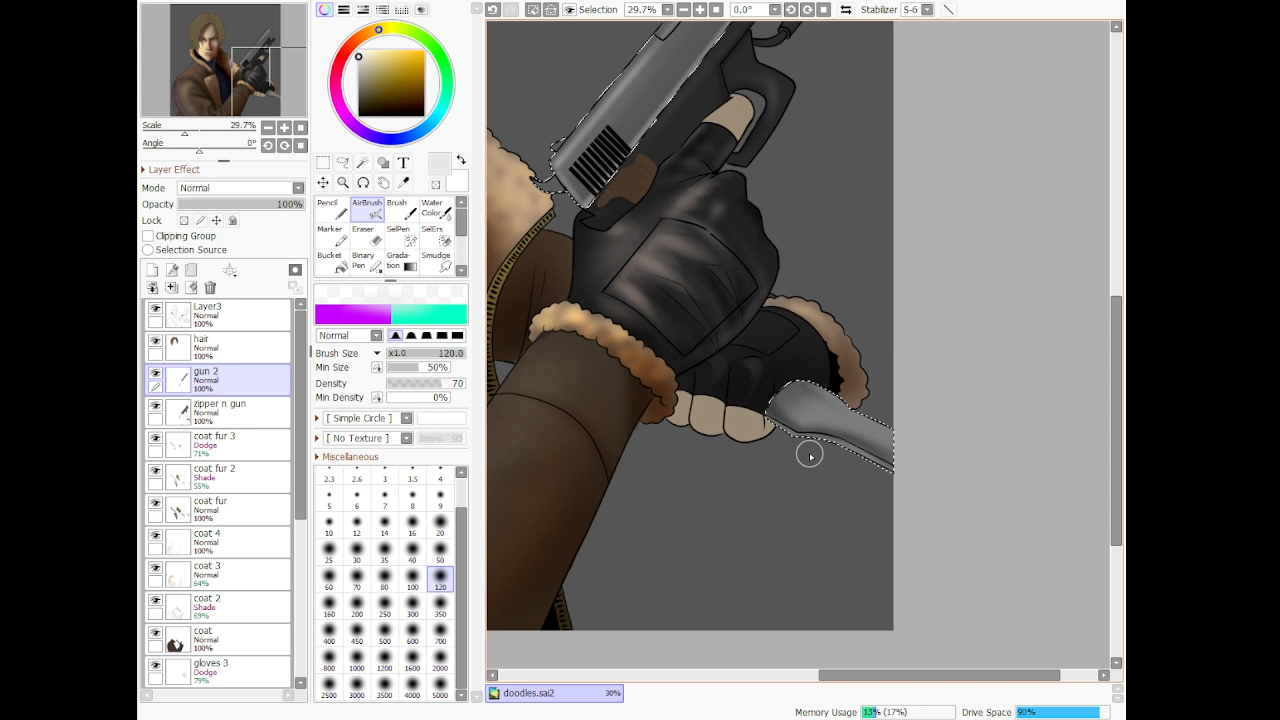 Selection 29.7% 0.0° Stabilizer S-6
Scale 29.7%
Angle 0°
Layer Effect
Mode Normal
Opacity 100%
Lock
Clipping Group
Selection Source
Layer3
Normal
100%
hair
Normal
100%
gun 2
Normal
100%
zipper n gun
Normal
100%
coat fur 3
Dodge
71%
coat fur 2
Shade
55%
coat fur
Normal
100%
coat 4
Normal
100%
coat 3
Normal
64%
coat 2
Shade
69%
coat
Normal
100%
gloves 3
Dodge
79%
T
Pencil AirBrush Brush Water Color
Marker Eraser SelPen SelErs
Bucket Binary Pen Grada-tion Smudge
Normal
Brush Size x1.0 120.0
Min Size 50%
Density 70
Min Density 0%
[ Simple Circle ]
[ No Texture ]
Miscellaneous
2.3 2.6 3 3.5 4
5 6 7 8 9
10 12 14 16 20
25 30 35 40 50
60 70 80 100 120
160 200 250 300 350
400 450 500 600 700
800 1000 1200 1600 2000
2500 3000 3500 4000 5000
doodles.sai2 30%
Memory Usage 13% (17%) Drive Space 90%